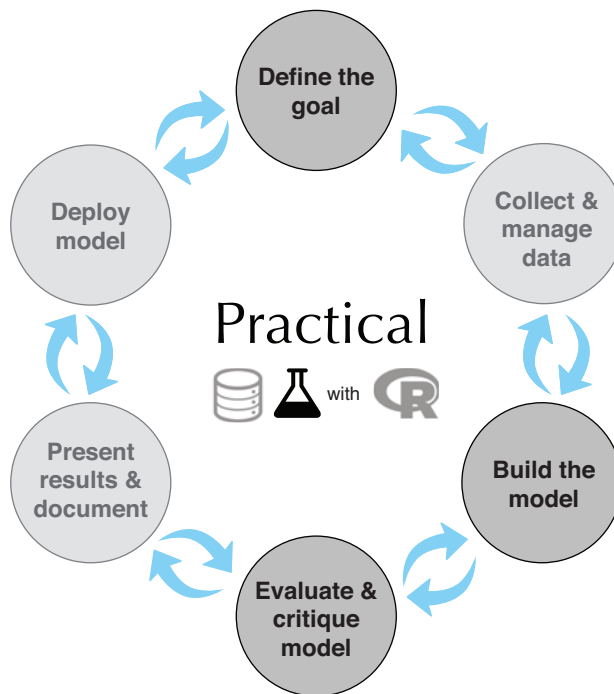 Define the
goal
Deploy
model
Collect &
manage
data
Practical
with R
Present
results &
document
Build the
model
Evaluate &
critique
model